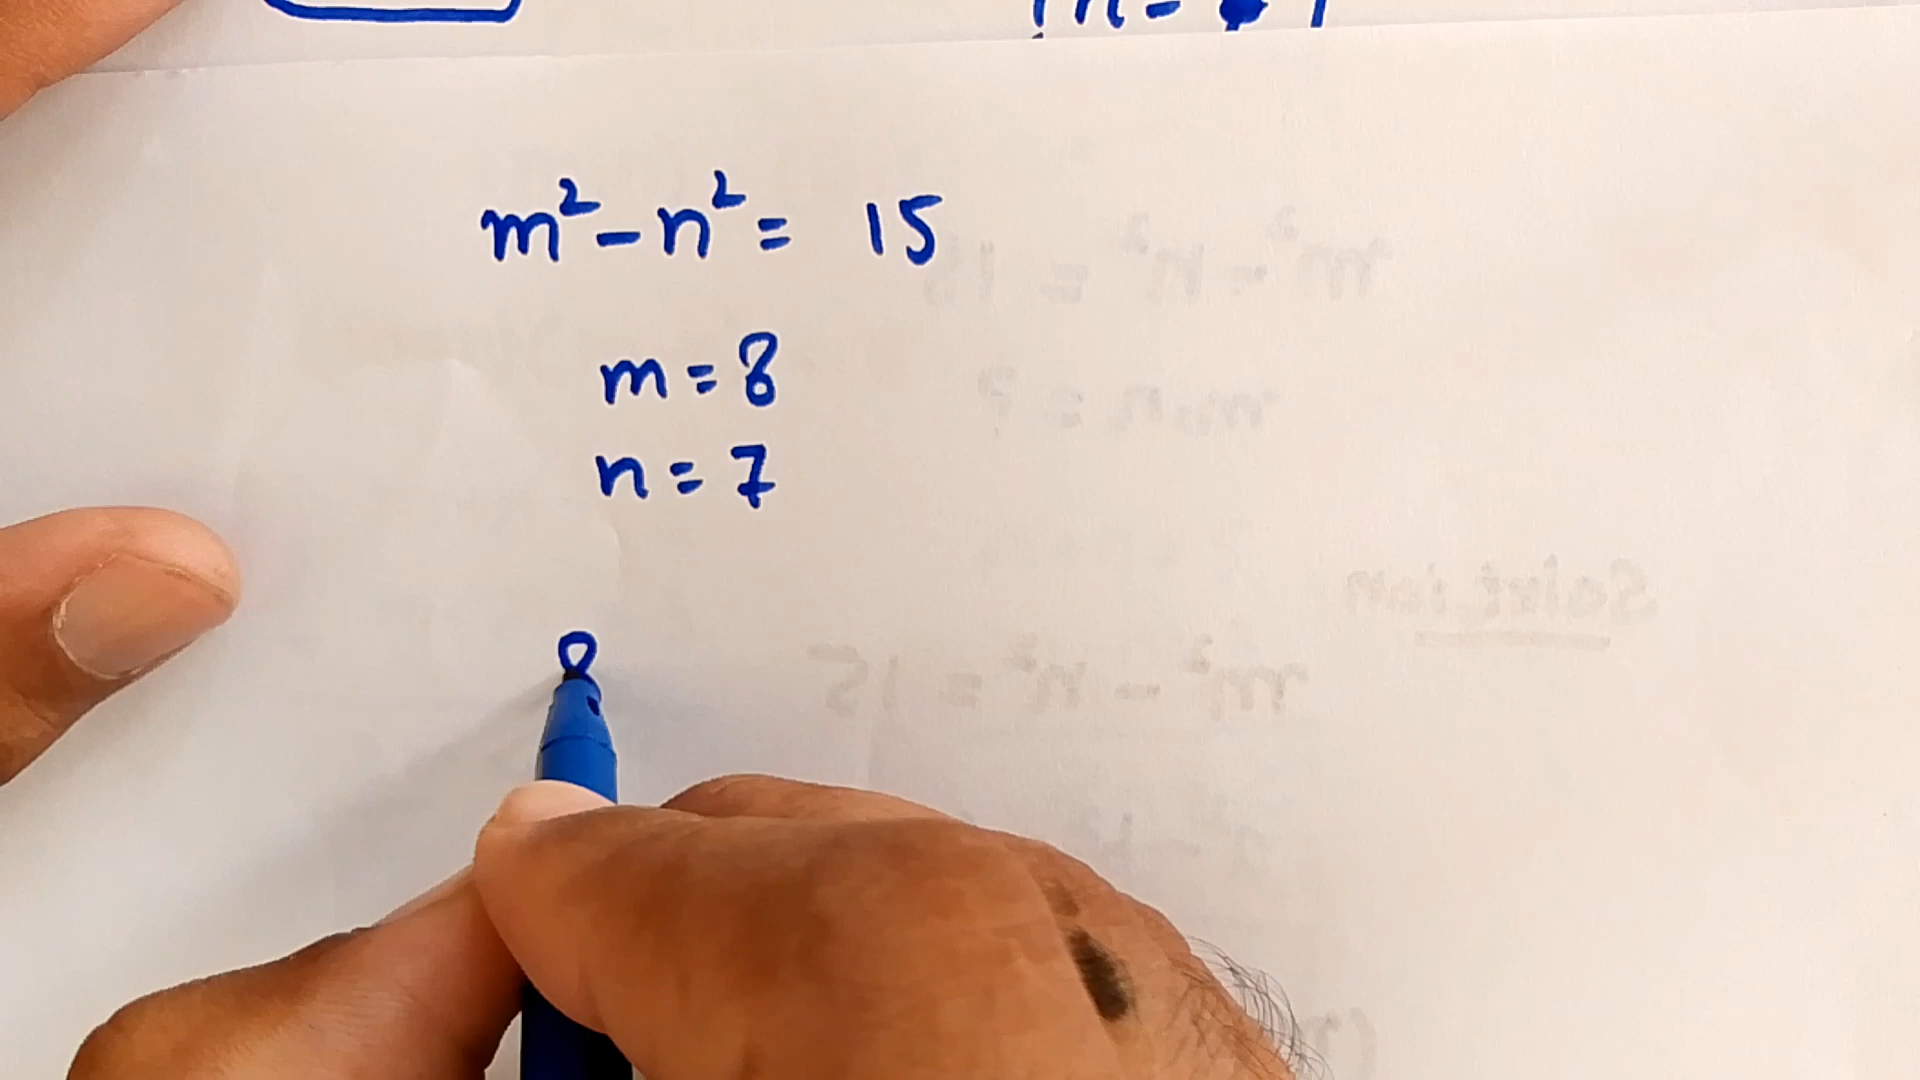 m² - n² = 15
m = 8
n = 7
8